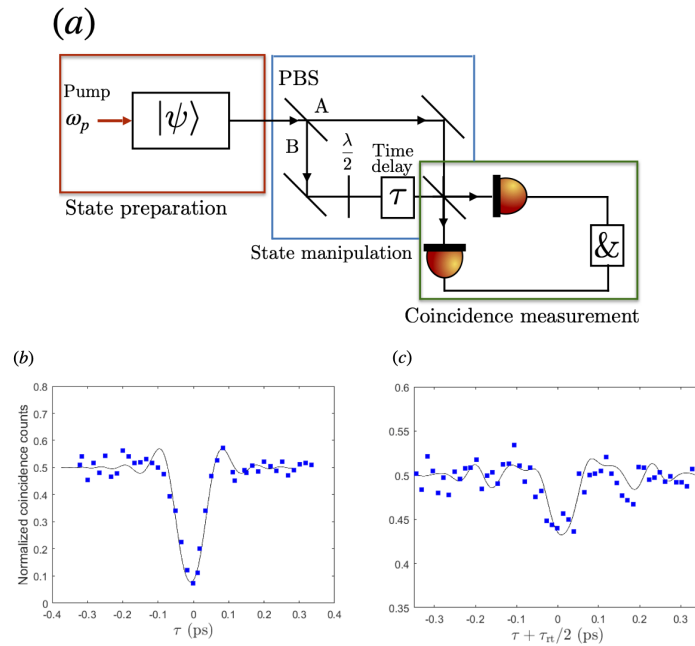 (a)
PBS
Pump
ω_p
|ψ⟩
A
B
λ/2
Time
delay
τ
&
State preparation
State manipulation
Coincidence measurement
(b)
Normalized coincidence counts
0.8
0.7
0.6
0.5
0.4
0.3
0.2
0.1
0
-0.4 -0.3 -0.2 -0.1 0 0.1 0.2 0.3 0.4
τ (ps)
(c)
0.6
0.55
0.5
0.45
0.4
0.35
-0.3 -0.2 -0.1 0 0.1 0.2 0.3
τ + τ_rt/2 (ps)